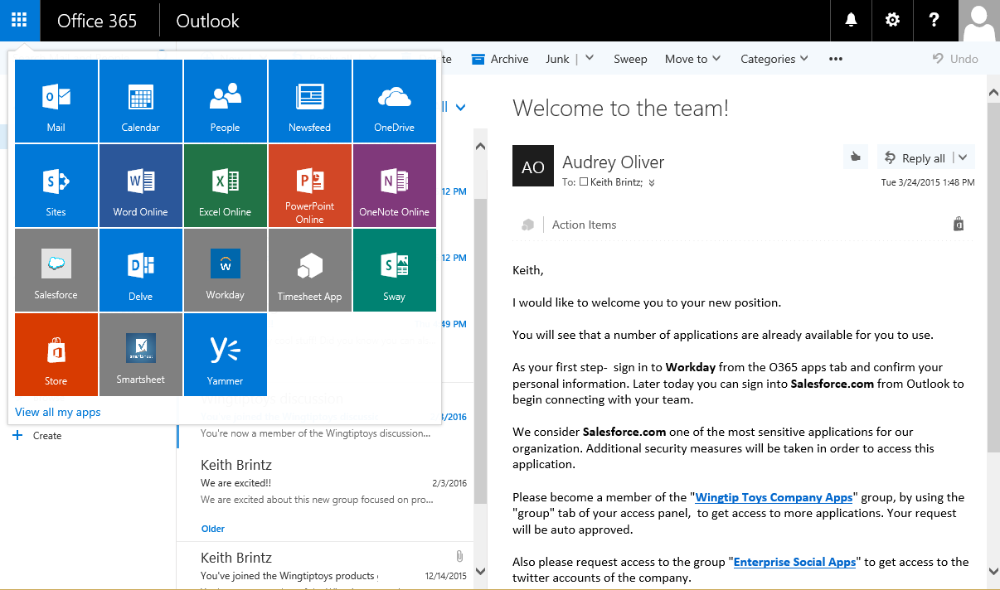 Office 365
Outlook
te
Archive
Junk
Sweep
Move to
Categories
Undo
Mail
Calendar
People
Newsfeed
OneDrive
Sites
Word Online
Excel Online
PowerPoint
Online
OneNote Online
Salesforce
Delve
Workday
Timesheet App
Sway
Store
Smartsheet
Yammer
View all my apps
Create
ll
12 PM
12 PM
49 PM
Wingtiptoys discussion
3/2016
You're now a member of the Wingtiptoys discussion...
Keith Brintz
We are excited!!
2/3/2016
We are excited about this new group focused on pro...
Older
Keith Brintz
You've joined the Wingtiptoys products
12/14/2015
Welcome to the team!
AO
Audrey Oliver
To: Keith Brintz;
Reply all
Tue 3/24/2015 1:48 PM
Action Items
Keith,
I would like to welcome you to your new position.
You will see that a number of applications are already available for you to use.
As your first step- sign in to Workday from the O365 apps tab and confirm your
personal information. Later today you can sign into Salesforce.com from Outlook to
begin connecting with your team.
We consider Salesforce.com one of the most sensitive applications for our
organization. Additional security measures will be taken in order to access this
application.
Please become a member of the "Wingtip Toys Company Apps" group, by using the
"group" tab of your access panel, to get access to more applications. Your request
will be auto approved.
Also please request access to the group "Enterprise Social Apps" to get access to the
twitter accounts of the company.